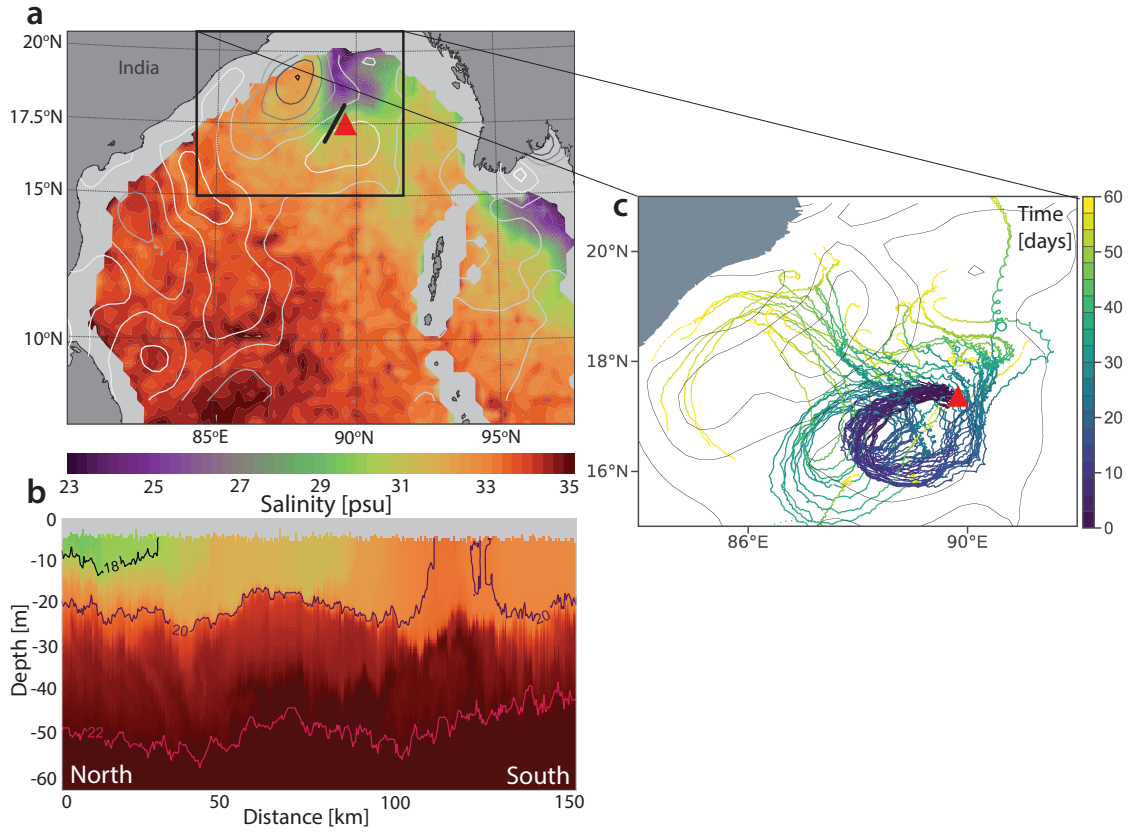 a
20°N
India
17.5°N
15°N
10°N
85°E
90°E
95°E
23
25
27
29
31
33
35
Salinity [psu]
b
0
-10
-20
-30
-40
-50
-60
Depth [m]
18
20
20
22
North
South
0
50
100
150
Distance [km]
c
Time
[days]
20°N
18°N
16°N
86°E
90°E
60
50
40
30
20
10
0